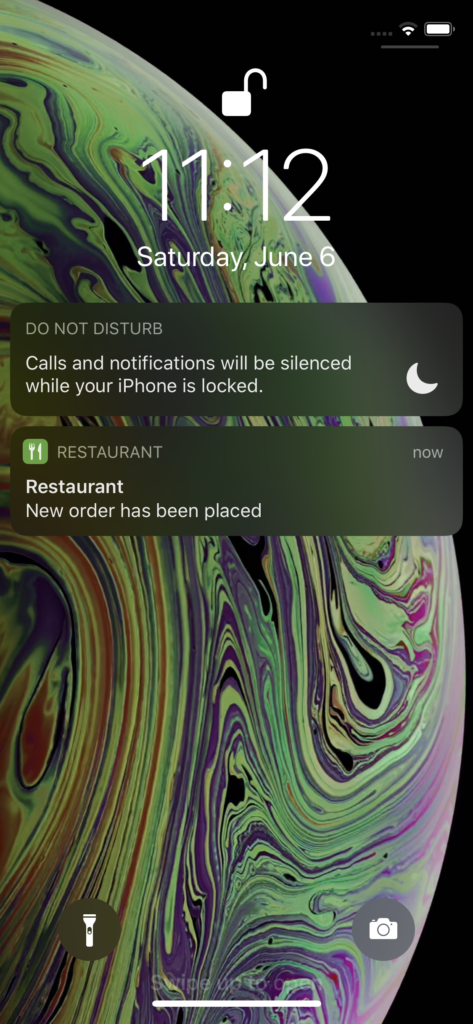 11:12
Saturday, June 6
DO NOT DISTURB
Calls and notifications will be silenced
while your iPhone is locked.
RESTAURANT now
Restaurant
New order has been placed
Swipe up to open